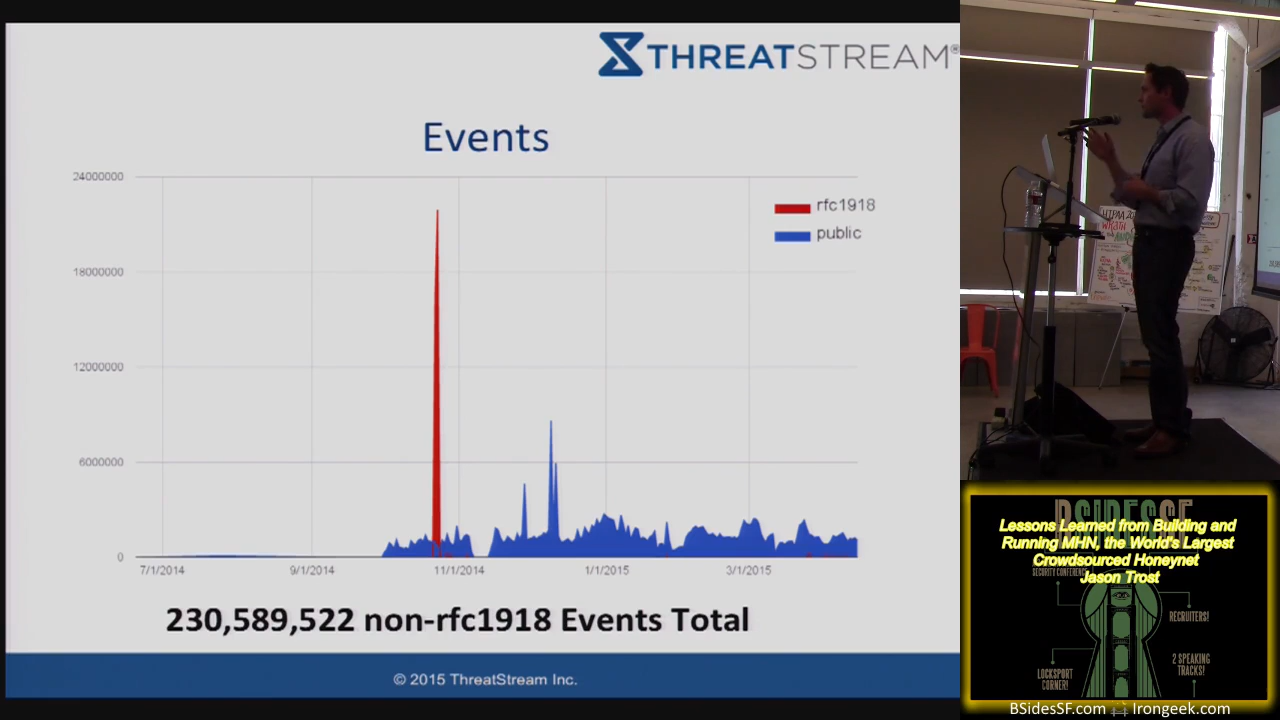 THREATSTREAM®
Events
24000000
18000000
12000000
6000000
0
rfc1918
public
7/1/2014
9/1/2014
11/1/2014
1/1/2015
3/1/2015
230,589,522 non-rfc1918 Events Total
© 2015 ThreatStream Inc.
BSIDESSF
Lessons Learned from Building and
Running MHN, the World's Largest
Crowdsourced Honeynet
Jason Trost
SECURITY CONFERENCE
RECRUITERS!
LOCKSPORT
CORNER!
2 SPEAKING
TRACKS!
BSidesSF.com
Irongeek.com